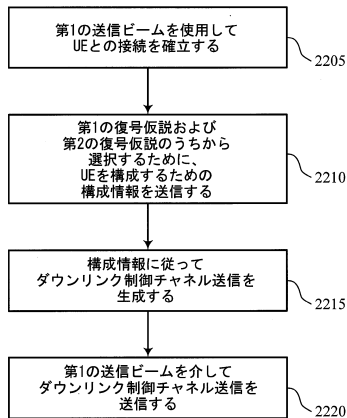 第1の送信ビームを使用して
UEとの接続を確立する
2205
第1の復号仮説および
第2の復号仮説のうちから
選択するために、
UEを構成するための
構成情報を送信する
2210
構成情報に従って
ダウンリンク制御チャネル送信を
生成する
2215
第1の送信ビームを介して
ダウンリンク制御チャネル送信を
送信する
2220